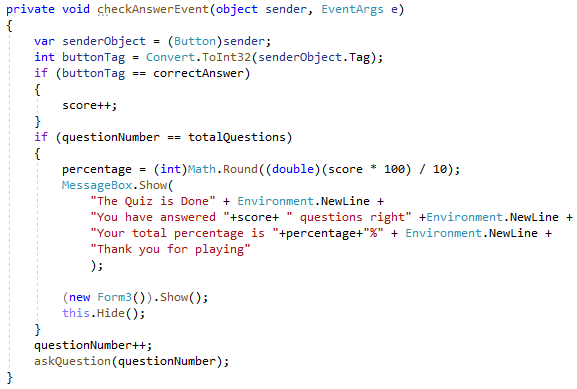 private void checkAnswerEvent(object sender, EventArgs e)
{
var senderObject = (Button)sender;
int buttonTag = Convert.ToInt32(senderObject.Tag);
if (buttonTag == correctAnswer)
{
score++;
}
if (questionNumber == totalQuestions)
{
percentage = (int)Math.Round((double)(score * 100) / 10);
MessageBox.Show(
"The Quiz is Done" + Environment.NewLine +
"You have answered "+score+ " questions right" +Environment.NewLine +
"Your total percentage is "+percentage+"%" + Environment.NewLine +
"Thank you for playing"
);
(new Form3()).Show();
this.Hide();
}
questionNumber++;
askQuestion(questionNumber);
}